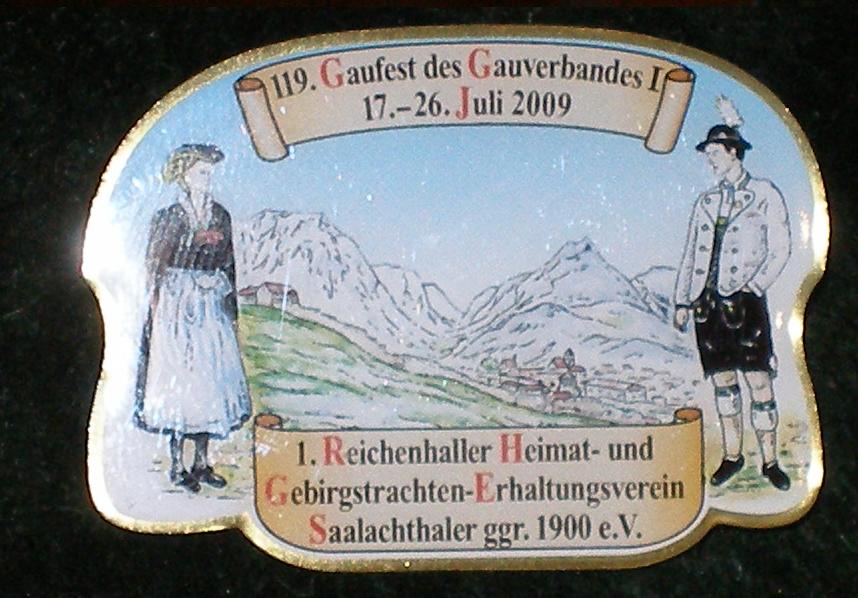 119. Gaufest des Gauverbandes I
17.–26. Juli 2009
1. Reichenhaller Heimat- und
Gebirgstrachten-Erhaltungsverein
Saalachthaler ggr. 1900 e.V.